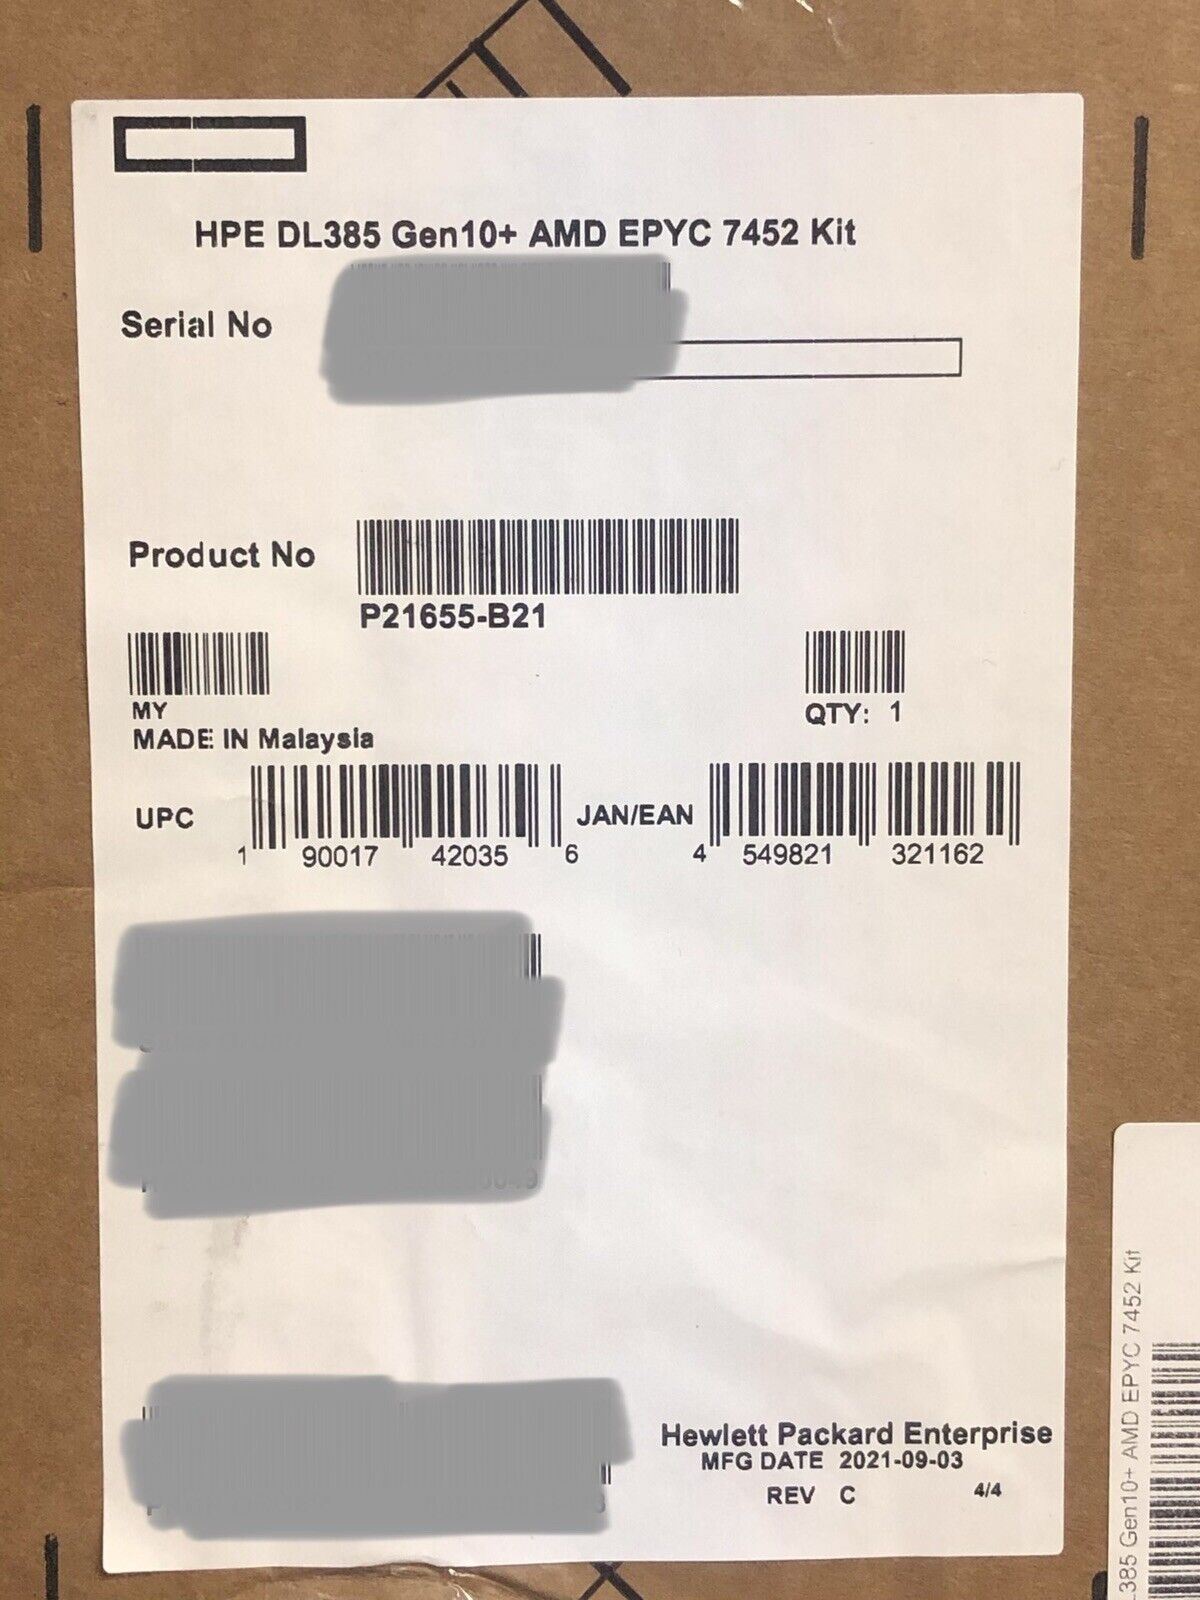 HPE DL385 Gen10+ AMD EPYC 7452 Kit
Serial No
Product No
P21655-B21
MY
QTY: 1
MADE IN Malaysia
UPC
1 90017 42035 6
JAN/EAN
4 549821 321162
Hewlett Packard Enterprise
MFG DATE 2021-09-03
REV C
4/4
385 Gen10+ AMD EPYC 7452 Kit